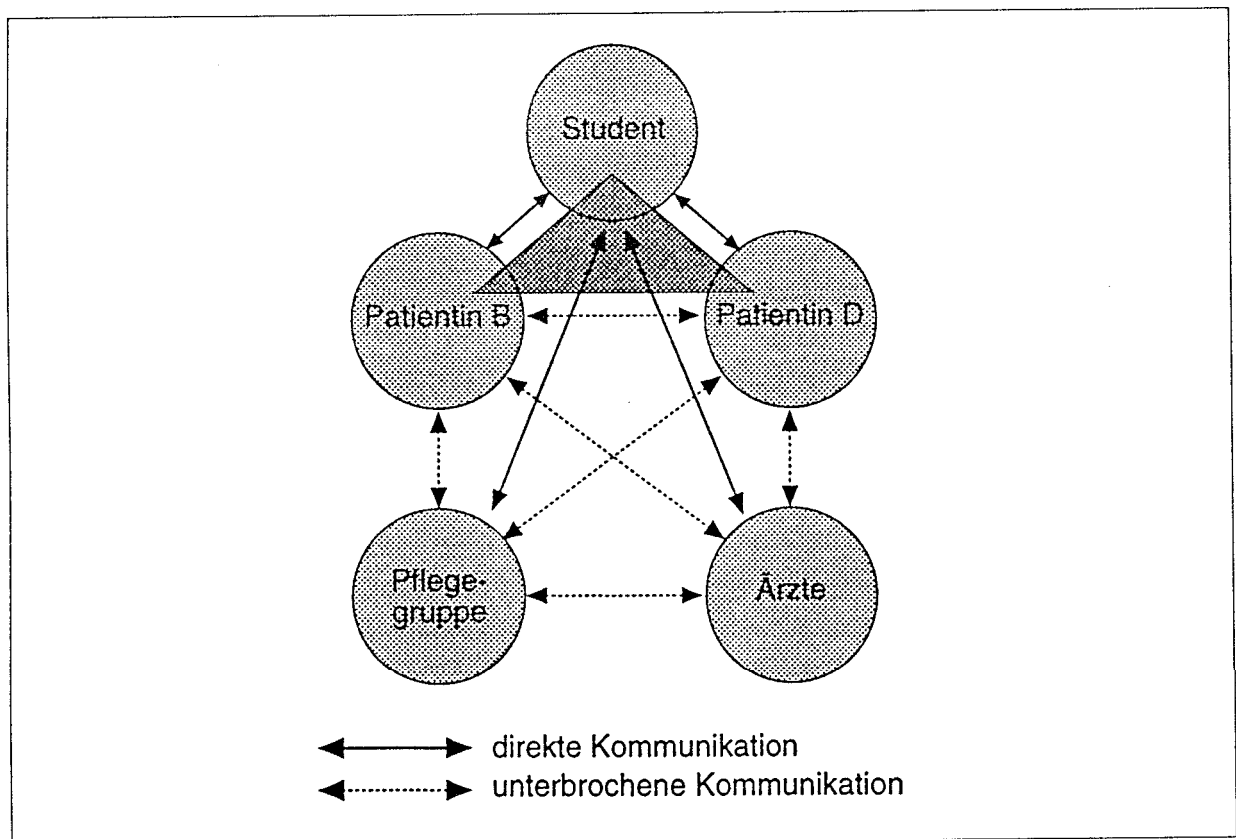 Student
Patientin B
Patientin D
Pflege-
gruppe
Ärzte
direkte Kommunikation
unterbrochene Kommunikation